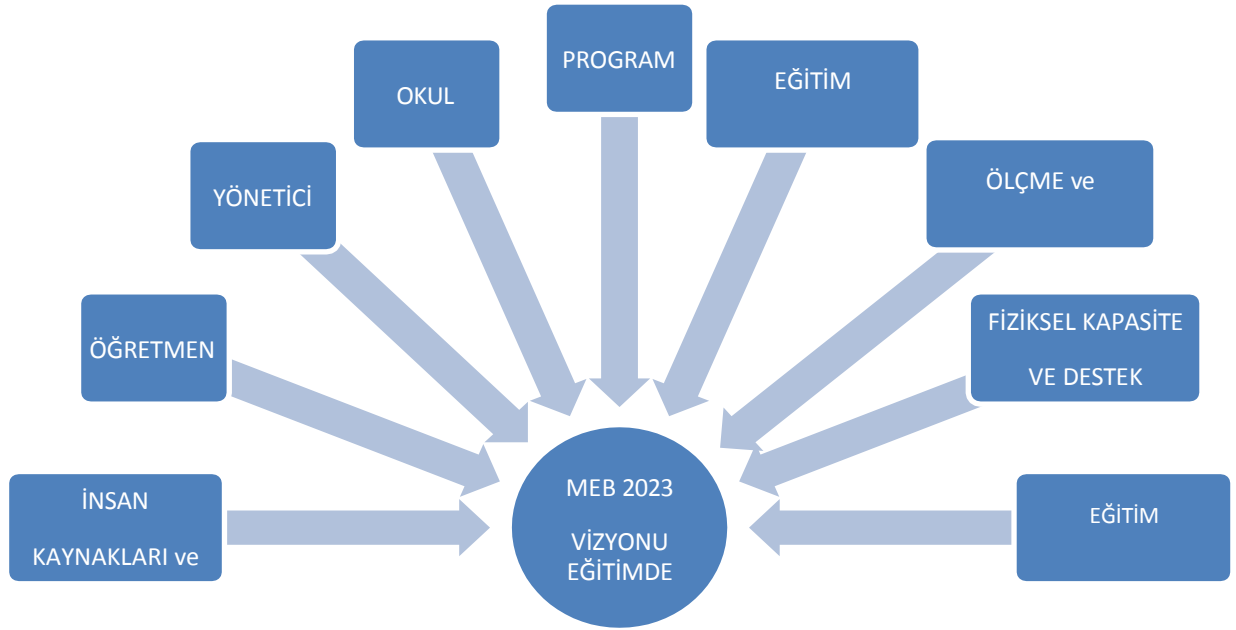 PROGRAM
EĞİTİM
OKUL
ÖLÇME ve
YÖNETİCİ
FİZİKSEL KAPASİTE
VE DESTEK
ÖĞRETMEN
İNSAN
KAYNAKLARI ve
MEB 2023
VİZYONU
EĞİTİMDE
EĞİTİM